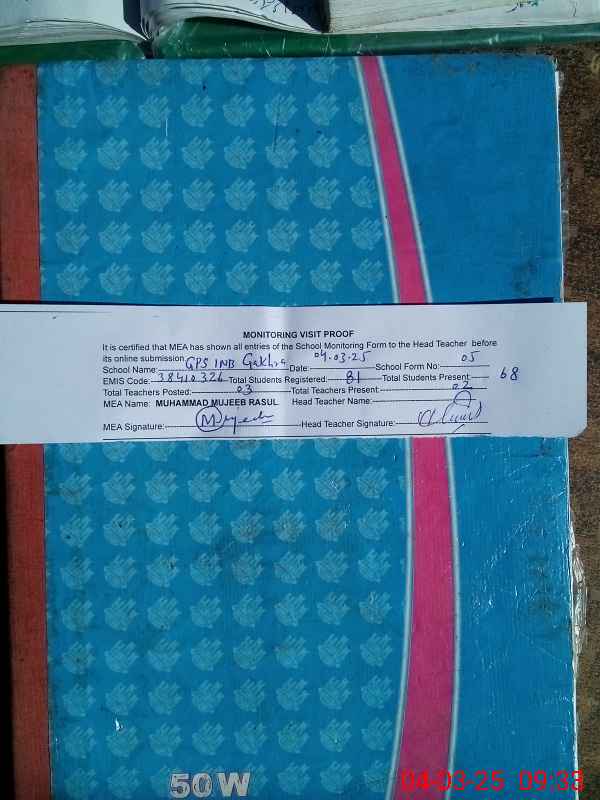 MONITORING VISIT PROOF
It is certified that MEA has shown all entries of the School Monitoring Form to the Head Teacher before
its online submission
School Name: GPS INB Gakhra Date: 04.03.25 School Form No: 05
EMIS Code: 38410326 Total Students Registered: 81 Total Students Present: 68
Total Teachers Posted: 03 Total Teachers Present: 02
MEA Name: MUHAMMAD MUJEEB RASUL Head Teacher Name:
MEA Signature: Mujeeb Head Teacher Signature:
50W
04-03-25 09:33